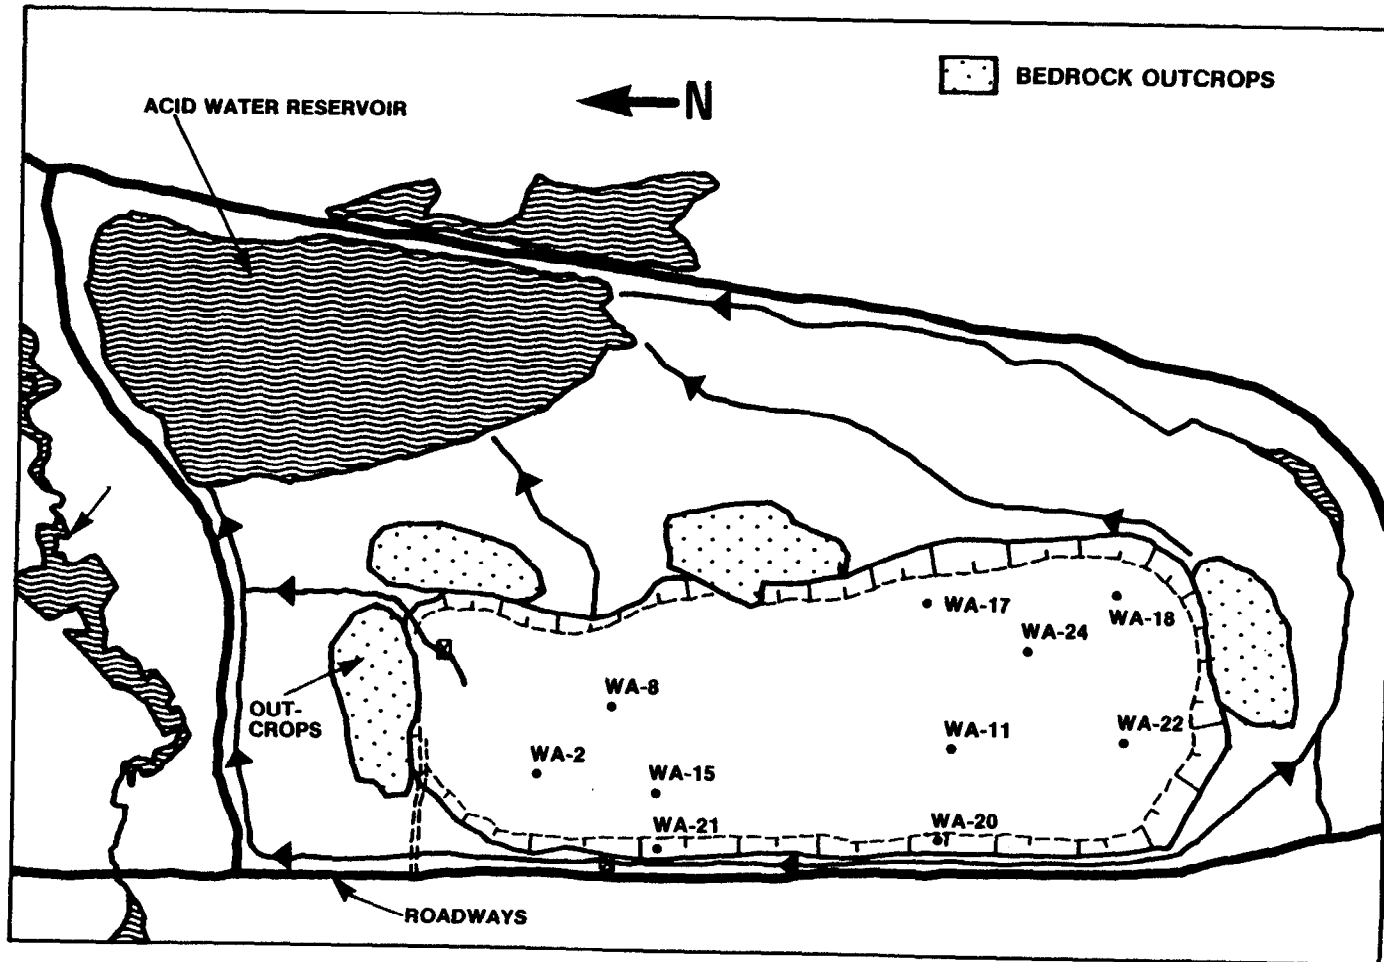 BEDROCK OUTCROPS
N
ACID WATER RESERVOIR
WA-17
WA-18
WA-24
WA-8
OUT-
CROPS
WA-11
WA-22
WA-2
WA-15
WA-21
WA-20
ROADWAYS